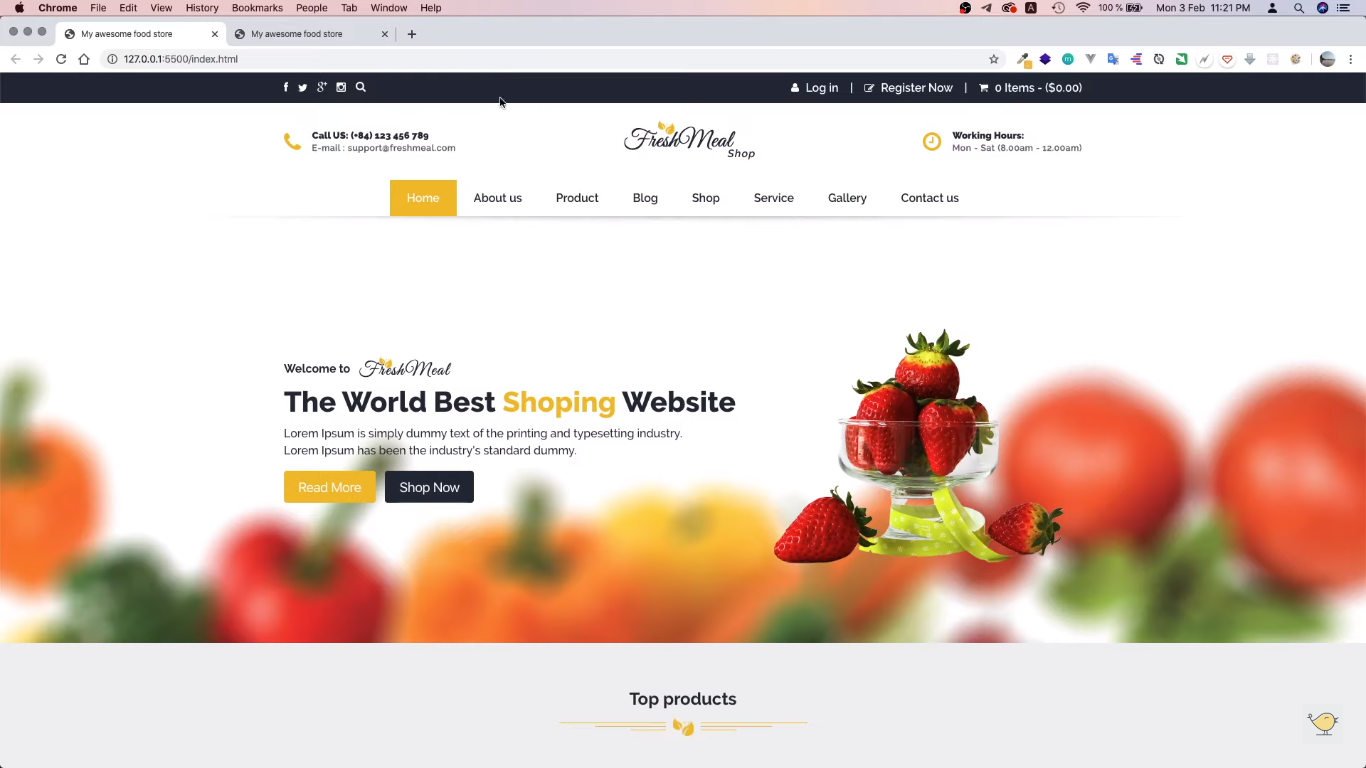 Chrome File Edit View History Bookmarks People Tab Window Help A 100% Mon 3 Feb 11:21 PM
My awesome food store My awesome food store
127.0.0.1:5500/index.html
Log in | Register Now | 0 Items - ($0.00)
Call US: (+84) 123 456 789
E-mail : support@freshmeal.com
FreshMeal
Shop
Working Hours:
Mon - Sat (8.00am - 12.00am)
Home About us Product Blog Shop Service Gallery Contact us
Welcome to FreshMeal
The World Best Shoping Website
Lorem Ipsum is simply dummy text of the printing and typesetting industry.
Lorem Ipsum has been the industry's standard dummy.
Read More Shop Now
Top products